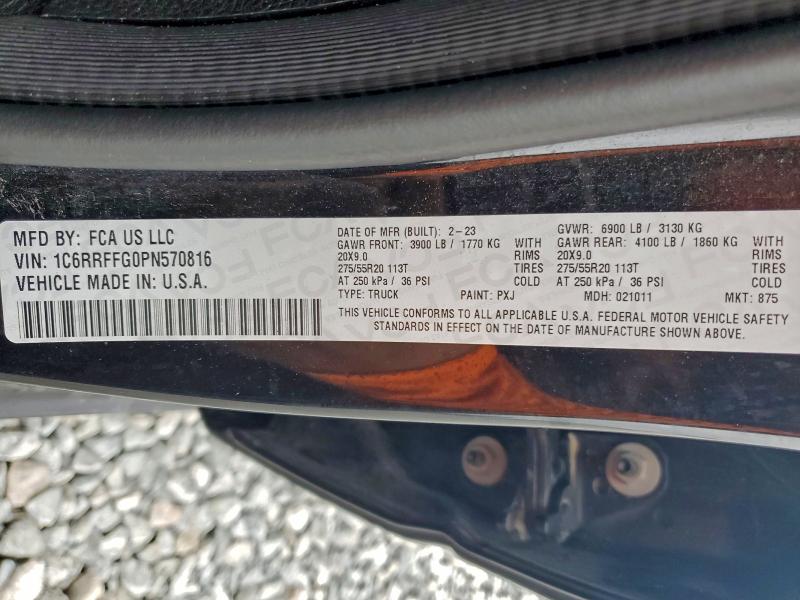 MFD BY: FCA US LLC
VIN: 1C6RRFFG0PN570816
VEHICLE MADE IN: U.S.A.
DATE OF MFR (BUILT): 2-23 GVWR: 6900 LB / 3130 KG
GAWR FRONT: 3900 LB / 1770 KG WITH GAWR REAR: 4100 LB / 1860 KG WITH
20X9.0 RIMS 20X9.0 RIMS
275/55R20 113T TIRES 275/55R20 113T TIRES
AT 250 kPa / 36 PSI COLD AT 250 kPa / 36 PSI COLD
TYPE: TRUCK PAINT: PXJ MDH: 021011 MKT: 875
THIS VEHICLE CONFORMS TO ALL APPLICABLE U.S.A. FEDERAL MOTOR VEHICLE SAFETY
STANDARDS IN EFFECT ON THE DATE OF MANUFACTURE SHOWN ABOVE.